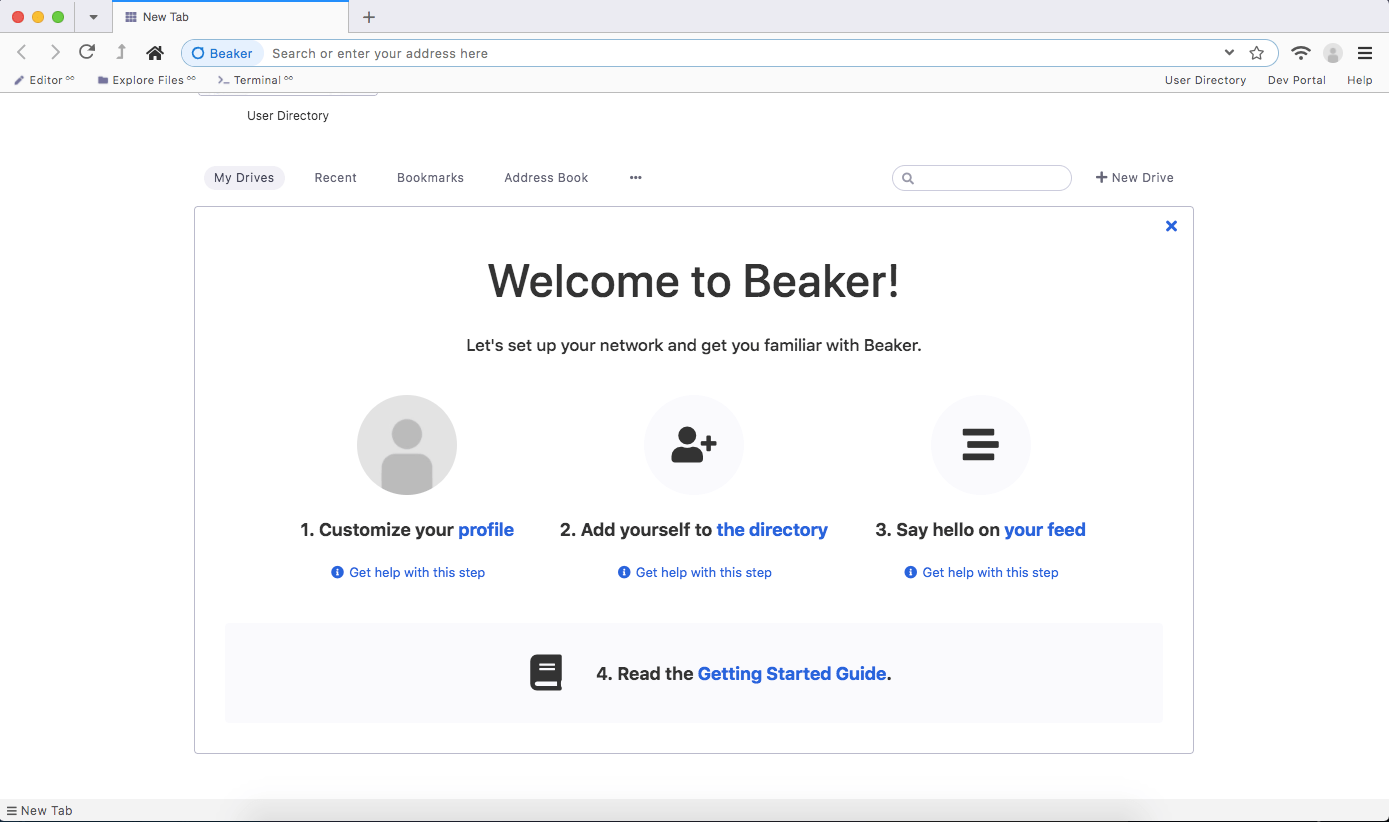 New Tab
Beaker Search or enter your address here
Editor Explore Files Terminal User Directory Dev Portal Help
User Directory
My Drives Recent Bookmarks Address Book New Drive
Welcome to Beaker!
Let's set up your network and get you familiar with Beaker.
1. Customize your profile 2. Add yourself to the directory 3. Say hello on your feed
Get help with this step Get help with this step Get help with this step
4. Read the Getting Started Guide.
New Tab